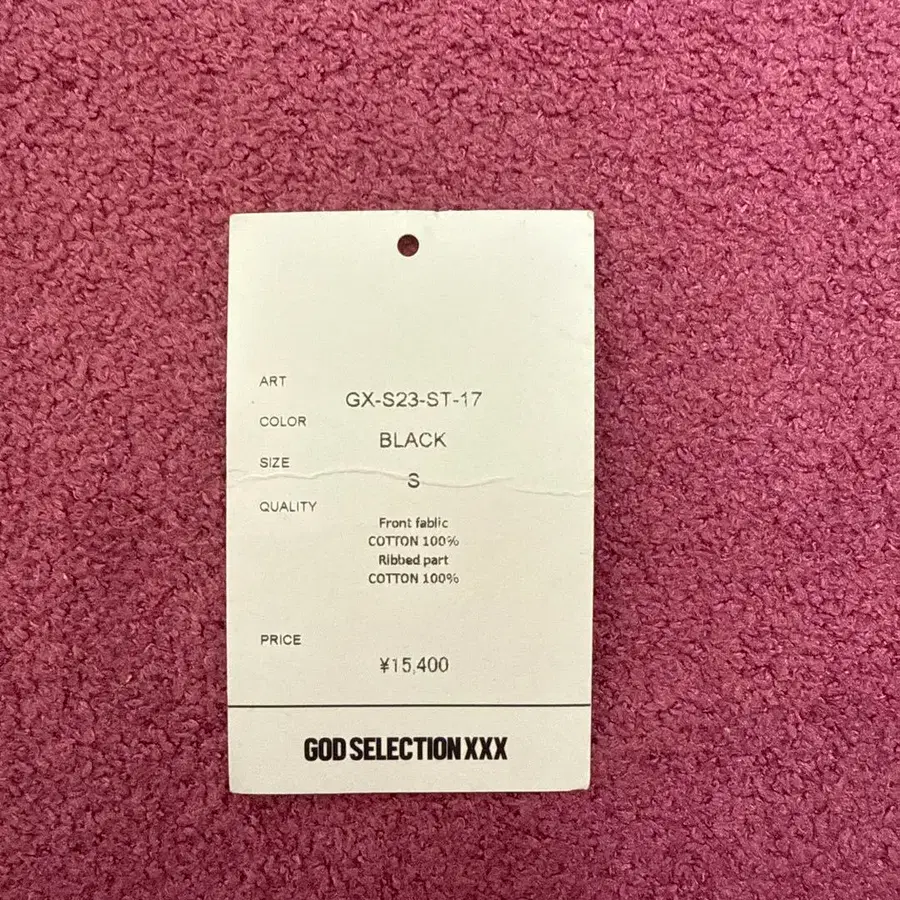 ART
GX-S23-ST-17
COLOR
BLACK
SIZE
S
QUALITY
Front fablic
COTTON 100%
Ribbed part
COTTON 100%
PRICE
¥15,400
GOD SELECTION XXX